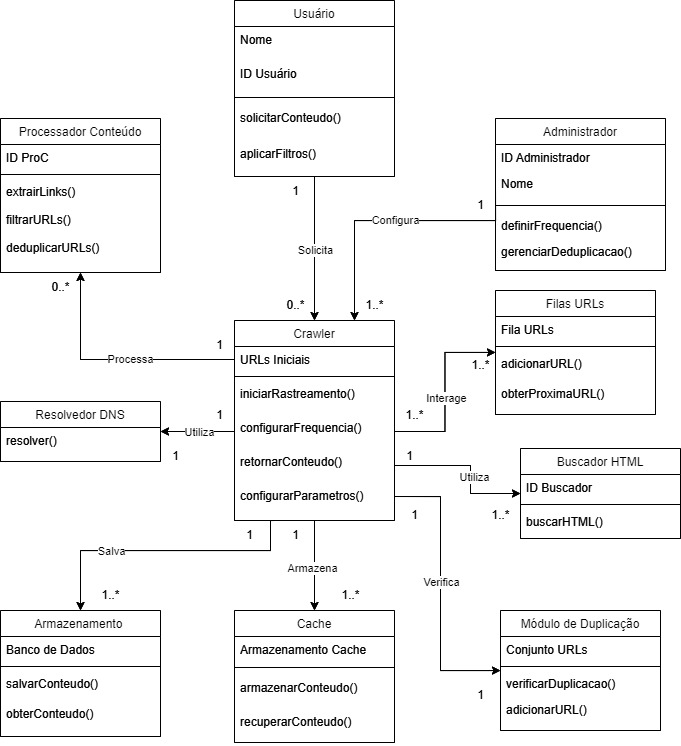 Usuário
Nome
ID Usuário
solicitarConteudo()
aplicarFiltros()
1
Solicita
0..*
Processador Conteúdo
ID ProC
extrairLinks()
filtrarURLs()
deduplicarURLs()
0..*
Processa
1
Administrador
ID Administrador
Nome
definirFrequencia()
gerenciarDeduplicacao()
1
Configura
1..*
Crawler
URLs Iniciais
iniciarRastreamento()
configurarFrequencia()
retornarConteudo()
configurarParametros()
Filas URLs
Fila URLs
adicionarURL()
obterProximaURL()
1..*
Interage
1..*
Resolvedor DNS
resolver()
1
Utiliza
1
Buscador HTML
ID Buscador
buscarHTML()
1
Utiliza
1..*
1
Salva
1..*
1
Armazena
1..*
1
Verifica
1
Armazenamento
Banco de Dados
salvarConteudo()
obterConteudo()
Cache
Armazenamento Cache
armazenarConteudo()
recuperarConteudo()
Módulo de Duplicação
Conjunto URLs
verificarDuplicacao()
adicionarURL()